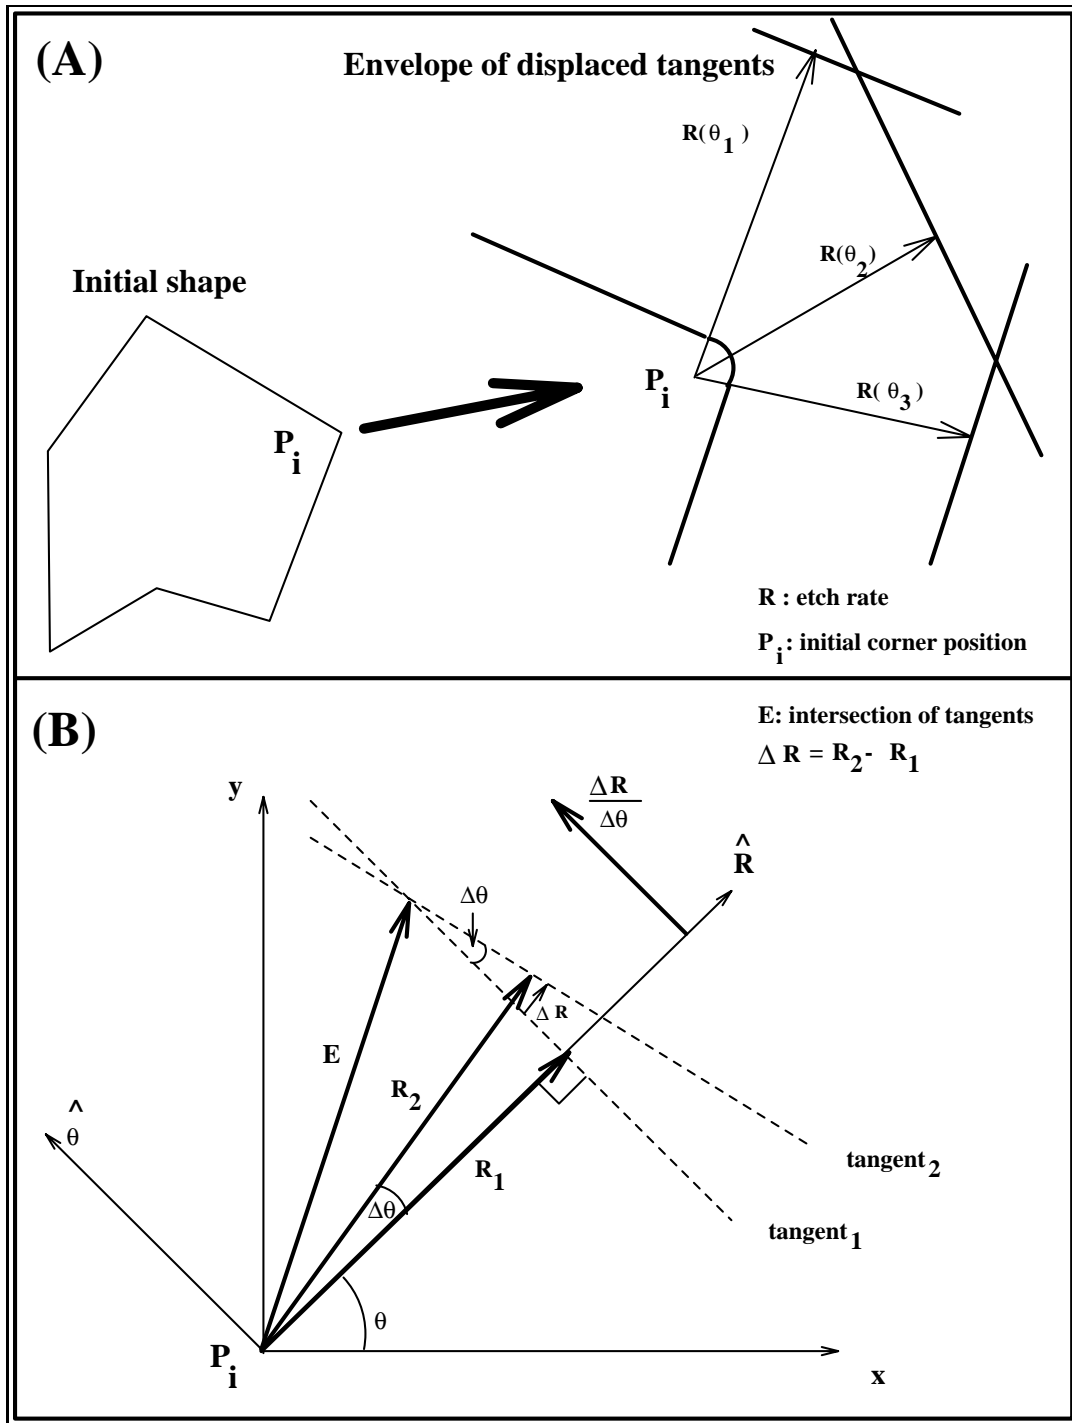 (A)
Envelope of displaced tangents
R(θ1)
R(θ2)
Initial shape
Pi
R(θ3)
Pi
R : etch rate
Pi: initial corner position
(B)
E: intersection of tangents
Δ R = R2 - R1
y
ΔR
Δθ
^
R
Δθ
Δ R
E
R2
^
θ
R1
tangent2
Δθ
tangent1
θ
Pi
x